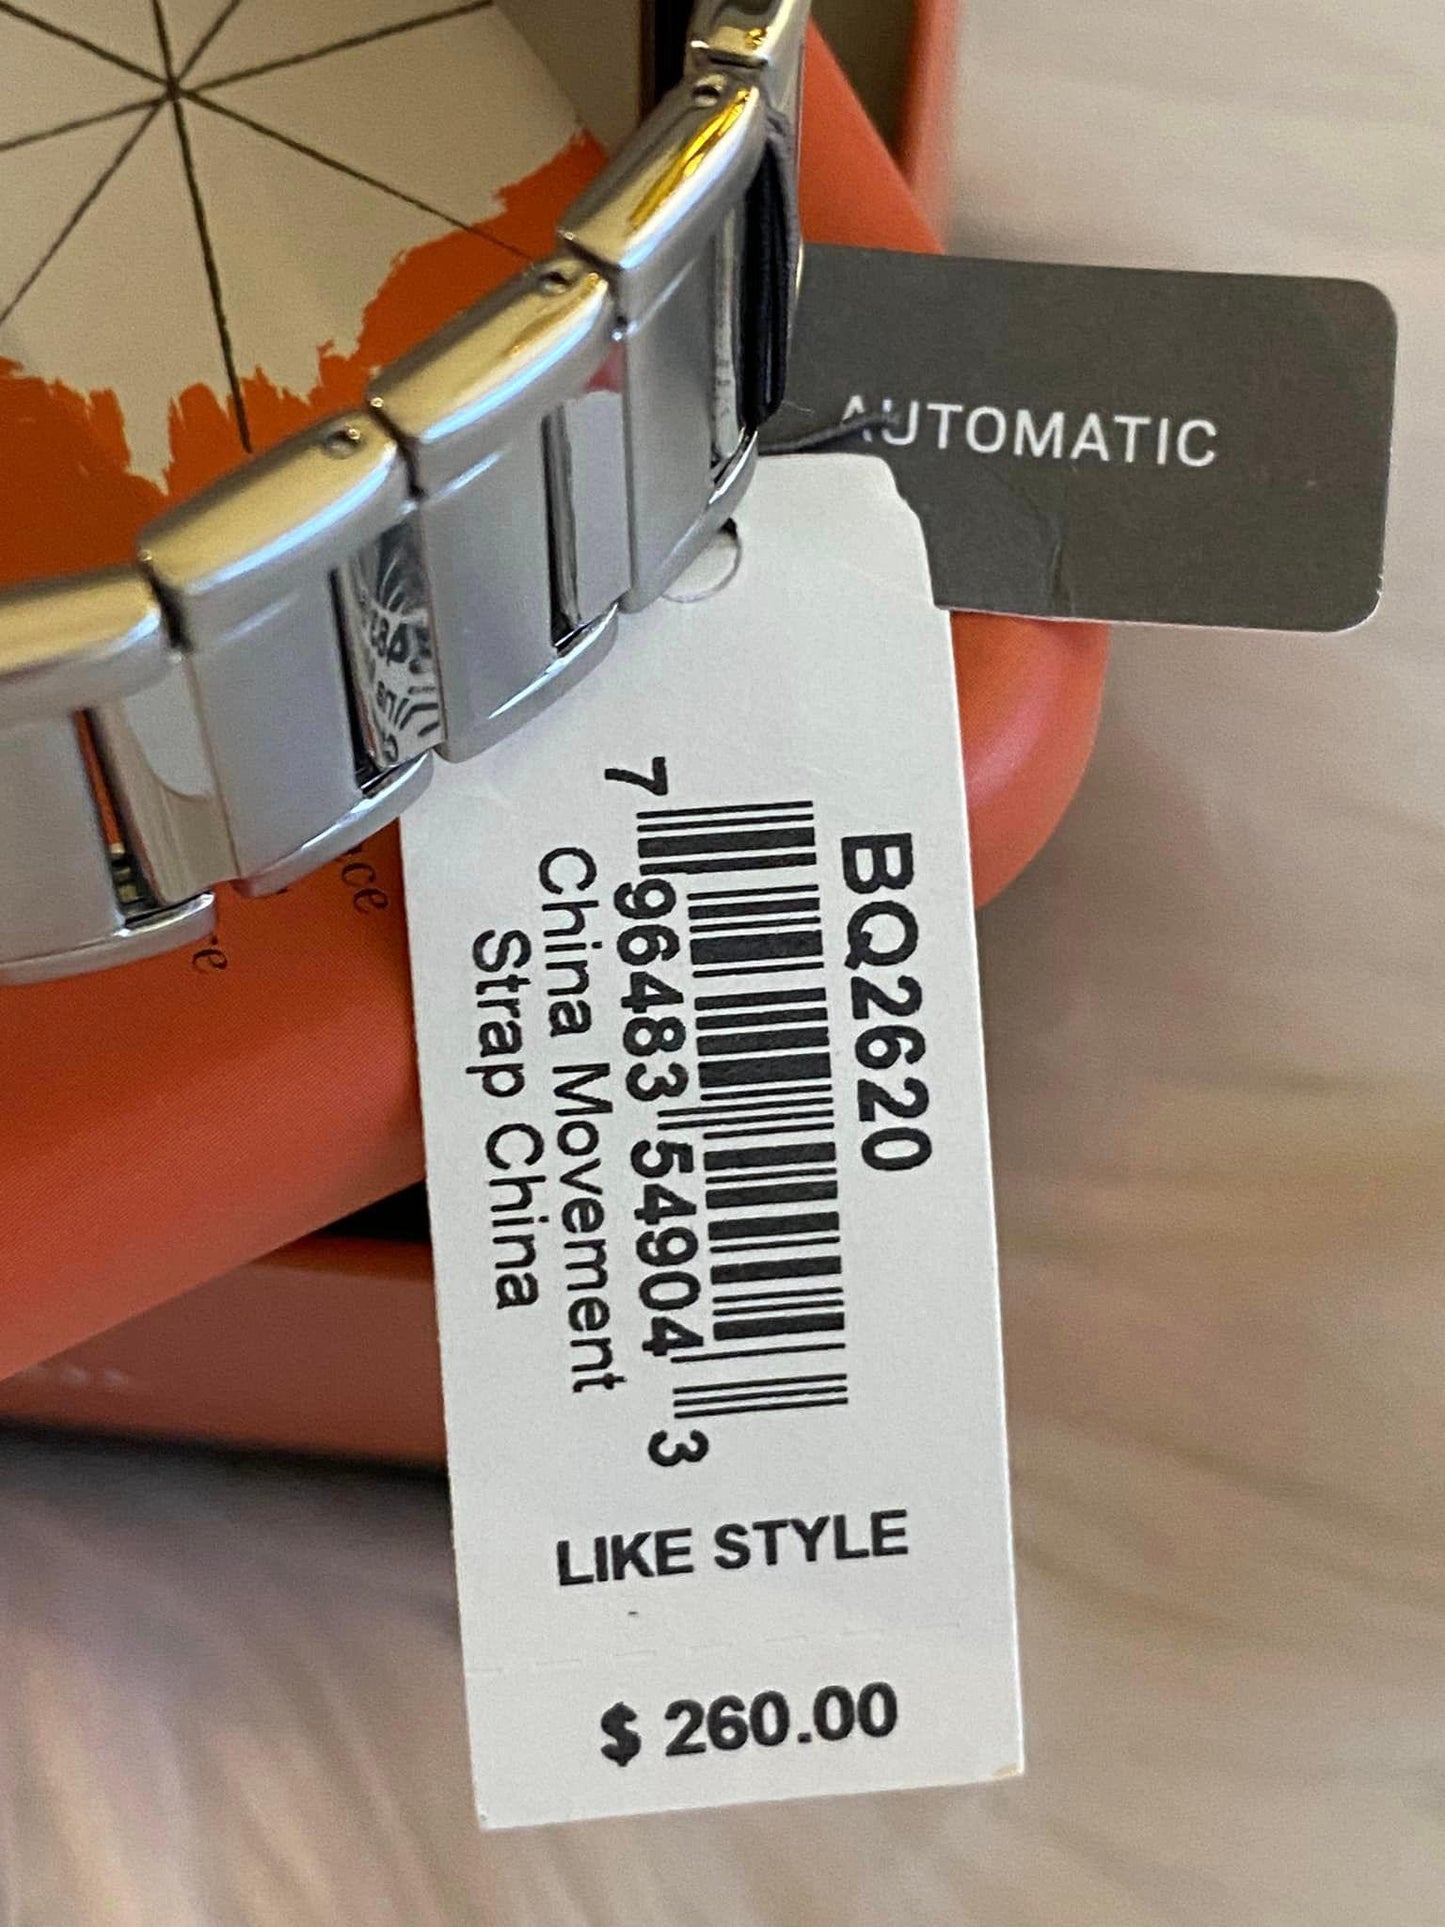 AUTOMATIC
BQ2620
7 96483 54904 3
China Movement
Strap China
LIKE STYLE
$ 260.00